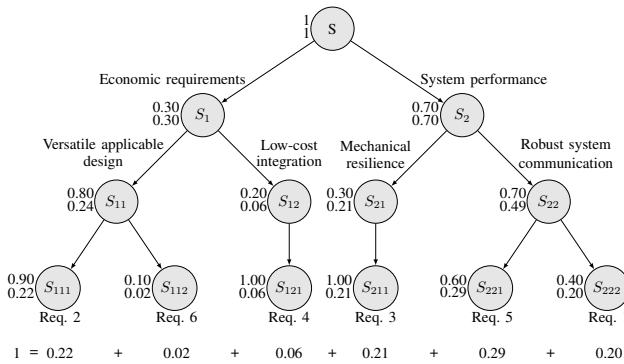 1
1
S
Economic requirements
System performance
0.30
0.30
S1
0.70
0.70
S2
Versatile applicable
design
Low-cost
integration
Mechanical
resilience
Robust system
communication
0.80
0.24
S11
0.20
0.06
S12
0.30
0.21
S21
0.70
0.49
S22
0.90
0.22
S111
0.10
0.02
S112
1.00
0.06
S121
1.00
0.21
S211
0.60
0.29
S221
0.40
0.20
S222
Req. 2
Req. 6
Req. 4
Req. 3
Req. 5
Req.
1 = 0.22 + 0.02 + 0.06 + 0.21 + 0.29 + 0.20